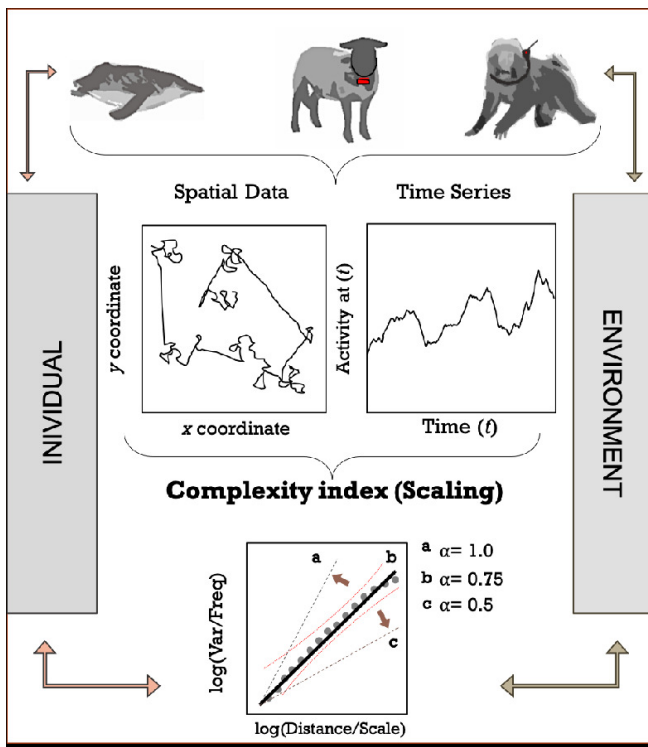 Spatial Data
Time Series
y coordinate
x coordinate
Activity at (t)
Time (t)
INIVIDUAL
ENVIRONMENT
Complexity index (Scaling)
log(Var/Freq)
log(Distance/Scale)
a
b
c
a α= 1.0
b α= 0.75
c α= 0.5